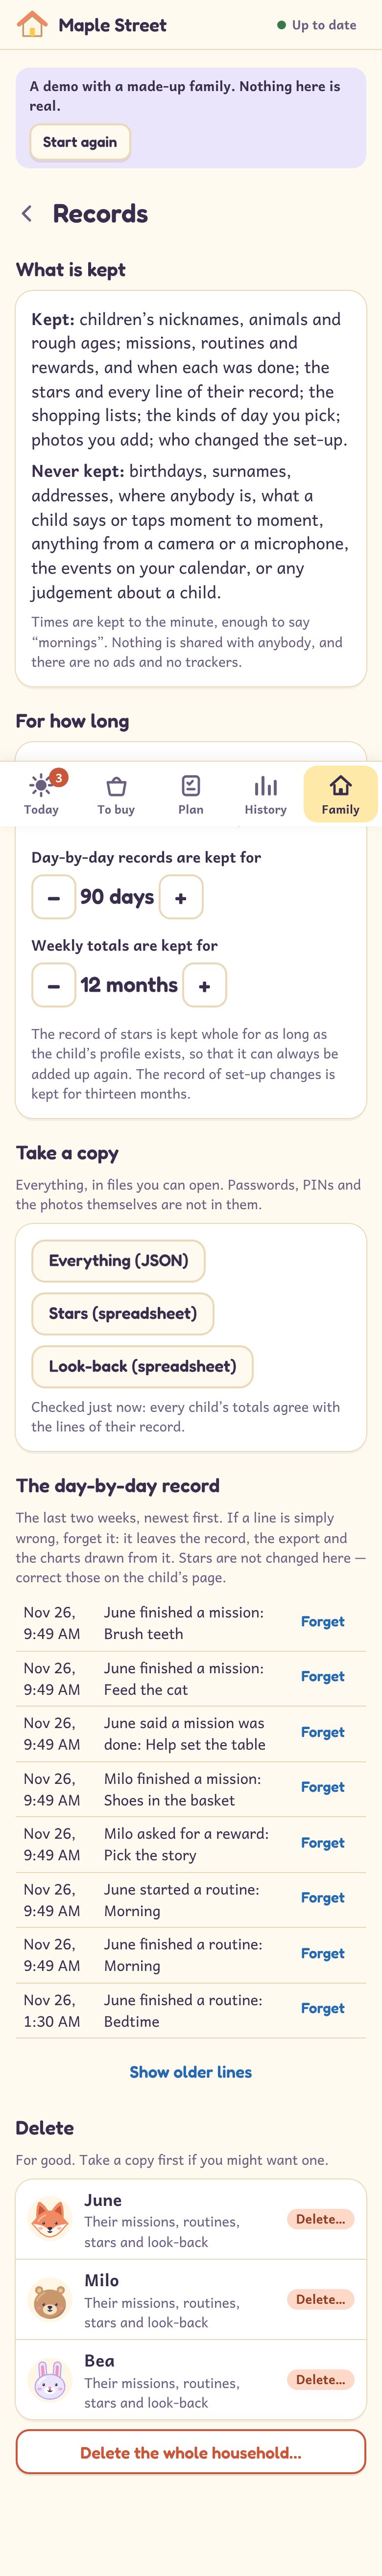 Maple Street
Up to date
A demo with a made-up family. Nothing here is
real.
Start again
Records
What is kept
Kept: children’s nicknames, animals and
rough ages; missions, routines and
rewards, and when each was done; the
stars and every line of their record; the
shopping lists; the kinds of day you pick;
photos you add; who changed the set-up.
Never kept: birthdays, surnames,
addresses, where anybody is, what a
child says or taps moment to moment,
anything from a camera or a microphone,
the events on your calendar, or any
judgement about a child.
Times are kept to the minute, enough to say
“mornings”. Nothing is shared with anybody, and
there are no ads and no trackers.
For how long
3
Today
To buy
Plan
History
Family
Day-by-day records are kept for
– 90 days +
Weekly totals are kept for
– 12 months +
The record of stars is kept whole for as long as
the child’s profile exists, so that it can always be
added up again. The record of set-up changes is
kept for thirteen months.
Take a copy
Everything, in files you can open. Passwords, PINs and
the photos themselves are not in them.
Everything (JSON)
Stars (spreadsheet)
Look-back (spreadsheet)
Checked just now: every child’s totals agree with
the lines of their record.
The day-by-day record
The last two weeks, newest first. If a line is simply
wrong, forget it: it leaves the record, the export and
the charts drawn from it. Stars are not changed here —
correct those on the child’s page.
Nov 26,
9:49 AM
June finished a mission:
Brush teeth
Forget
Nov 26,
9:49 AM
June finished a mission:
Feed the cat
Forget
Nov 26,
9:49 AM
June said a mission was
done: Help set the table
Forget
Nov 26,
9:49 AM
Milo finished a mission:
Shoes in the basket
Forget
Nov 26,
9:49 AM
Milo asked for a reward:
Pick the story
Forget
Nov 26,
9:49 AM
June started a routine:
Morning
Forget
Nov 26,
9:49 AM
June finished a routine:
Morning
Forget
Nov 26,
1:30 AM
June finished a routine:
Bedtime
Forget
Show older lines
Delete
For good. Take a copy first if you might want one.
June
Their missions, routines,
stars and look-back
Delete…
Milo
Their missions, routines,
stars and look-back
Delete…
Bea
Their missions, routines,
stars and look-back
Delete…
Delete the whole household…